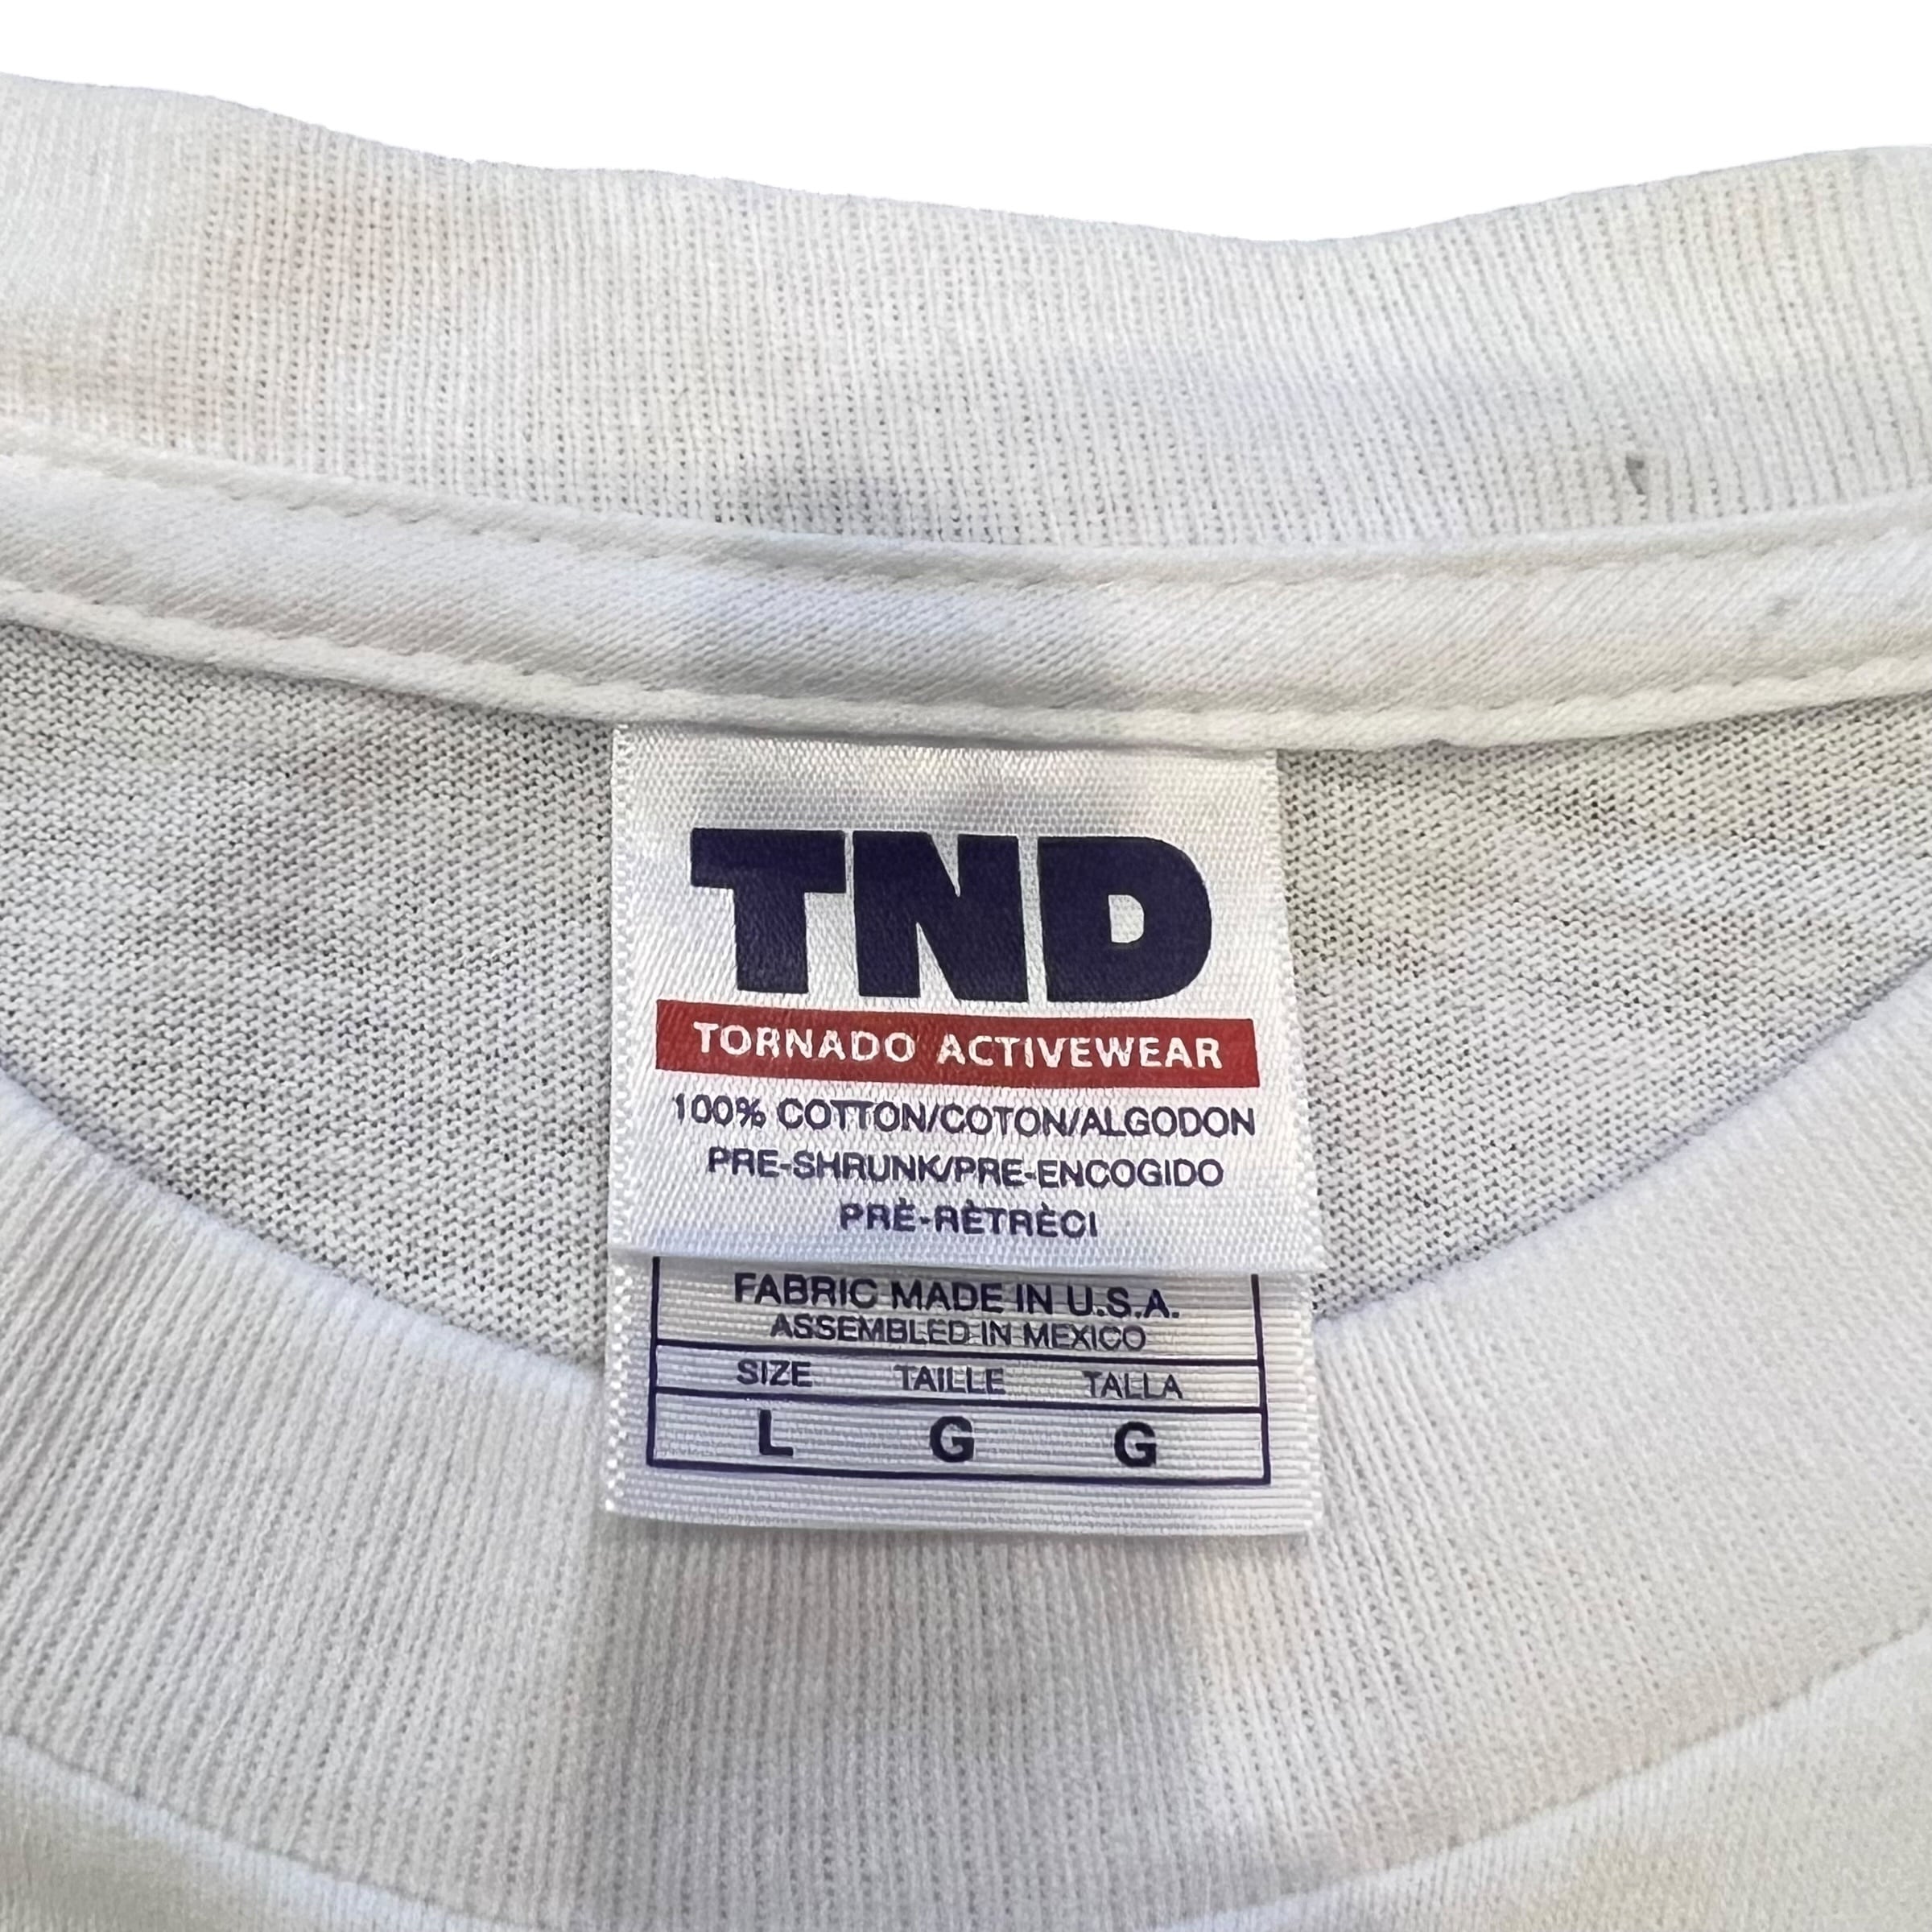 TND
TORNADO ACTIVEWEAR
100% COTTON/COTON/ALGODON
PRE-SHRUNK/PRE-ENCOGIDO
PRÈ-RÈTRÈCI
FABRIC MADE IN U.S.A.
ASSEMBLED IN MEXICO
SIZE TAILLE TALLA
L G G